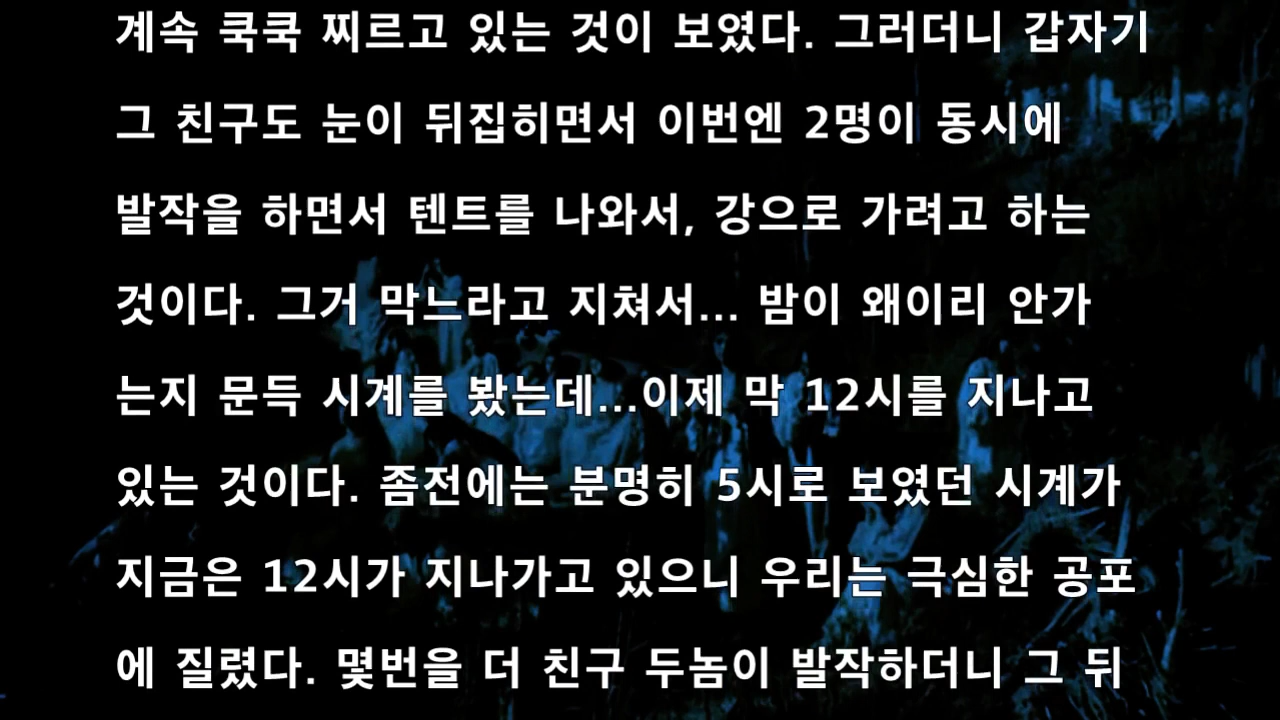 계속 쿡쿡 찌르고 있는 것이 보였다. 그러더니 갑자기
그 친구도 눈이 뒤집히면서 이번엔 2명이 동시에
발작을 하면서 텐트를 나와서, 강으로 가려고 하는
것이다. 그거 막느라고 지쳐서... 밤이 왜이리 안가
는지 문득 시계를 봤는데...이제 막 12시를 지나고
있는 것이다. 좀전에는 분명히 5시로 보였던 시계가
지금은 12시가 지나가고 있으니 우리는 극심한 공포
에 질렸다. 몇번을 더 친구 두놈이 발작하더니 그 뒤